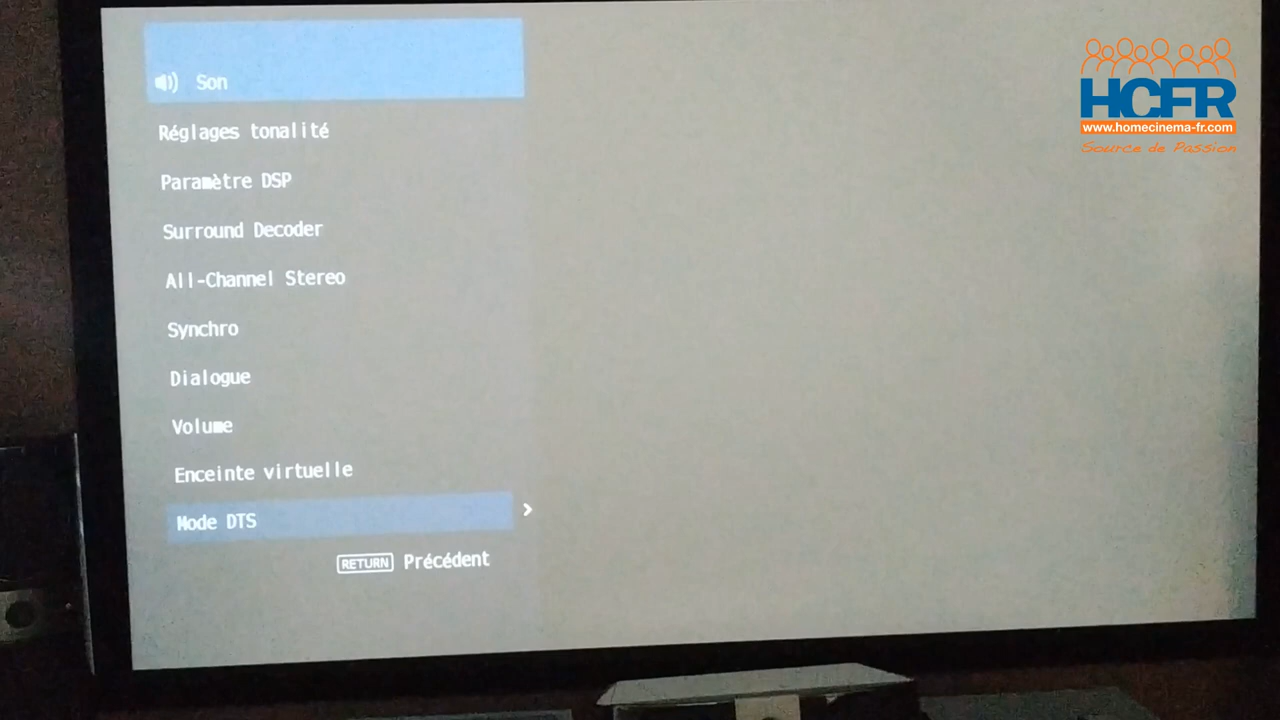 Son
Réglages tonalité
Paramètre DSP
Surround Decoder
All-Channel Stereo
Synchro
Dialogue
Volume
Enceinte virtuelle
Mode DTS
RETURN Précédent
HCFR
www.homecinema-fr.com
Source de Passion